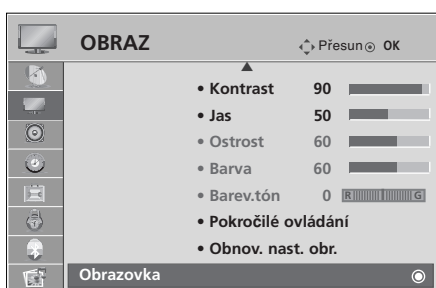 OBRAZ Přesun OK
• Kontrast 90
• Jas 50
• Ostrost 60
• Barva 60
• Barev.tón 0 R G
• Pokročilé ovládání
• Obnov. nast. obr.
Obrazovka